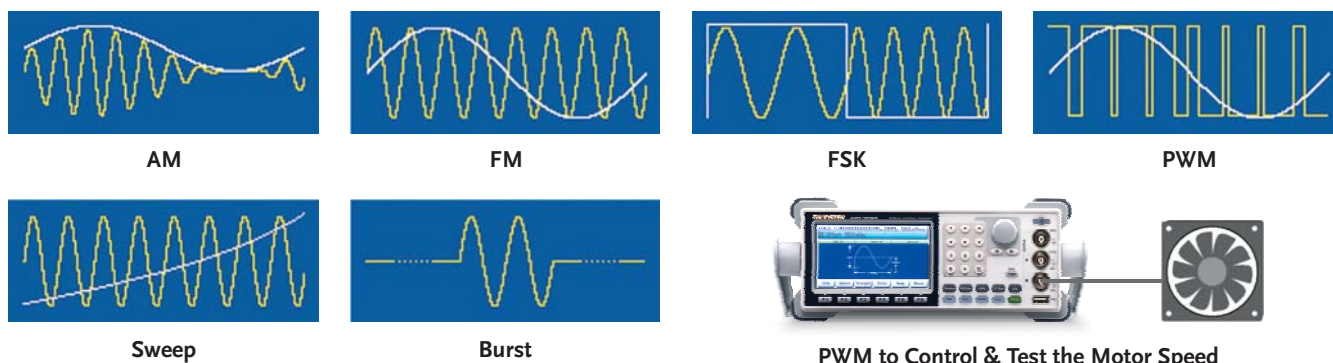 AM
FM
FSK
PWM
Sweep
Burst
PWM to Control & Test the Motor Speed